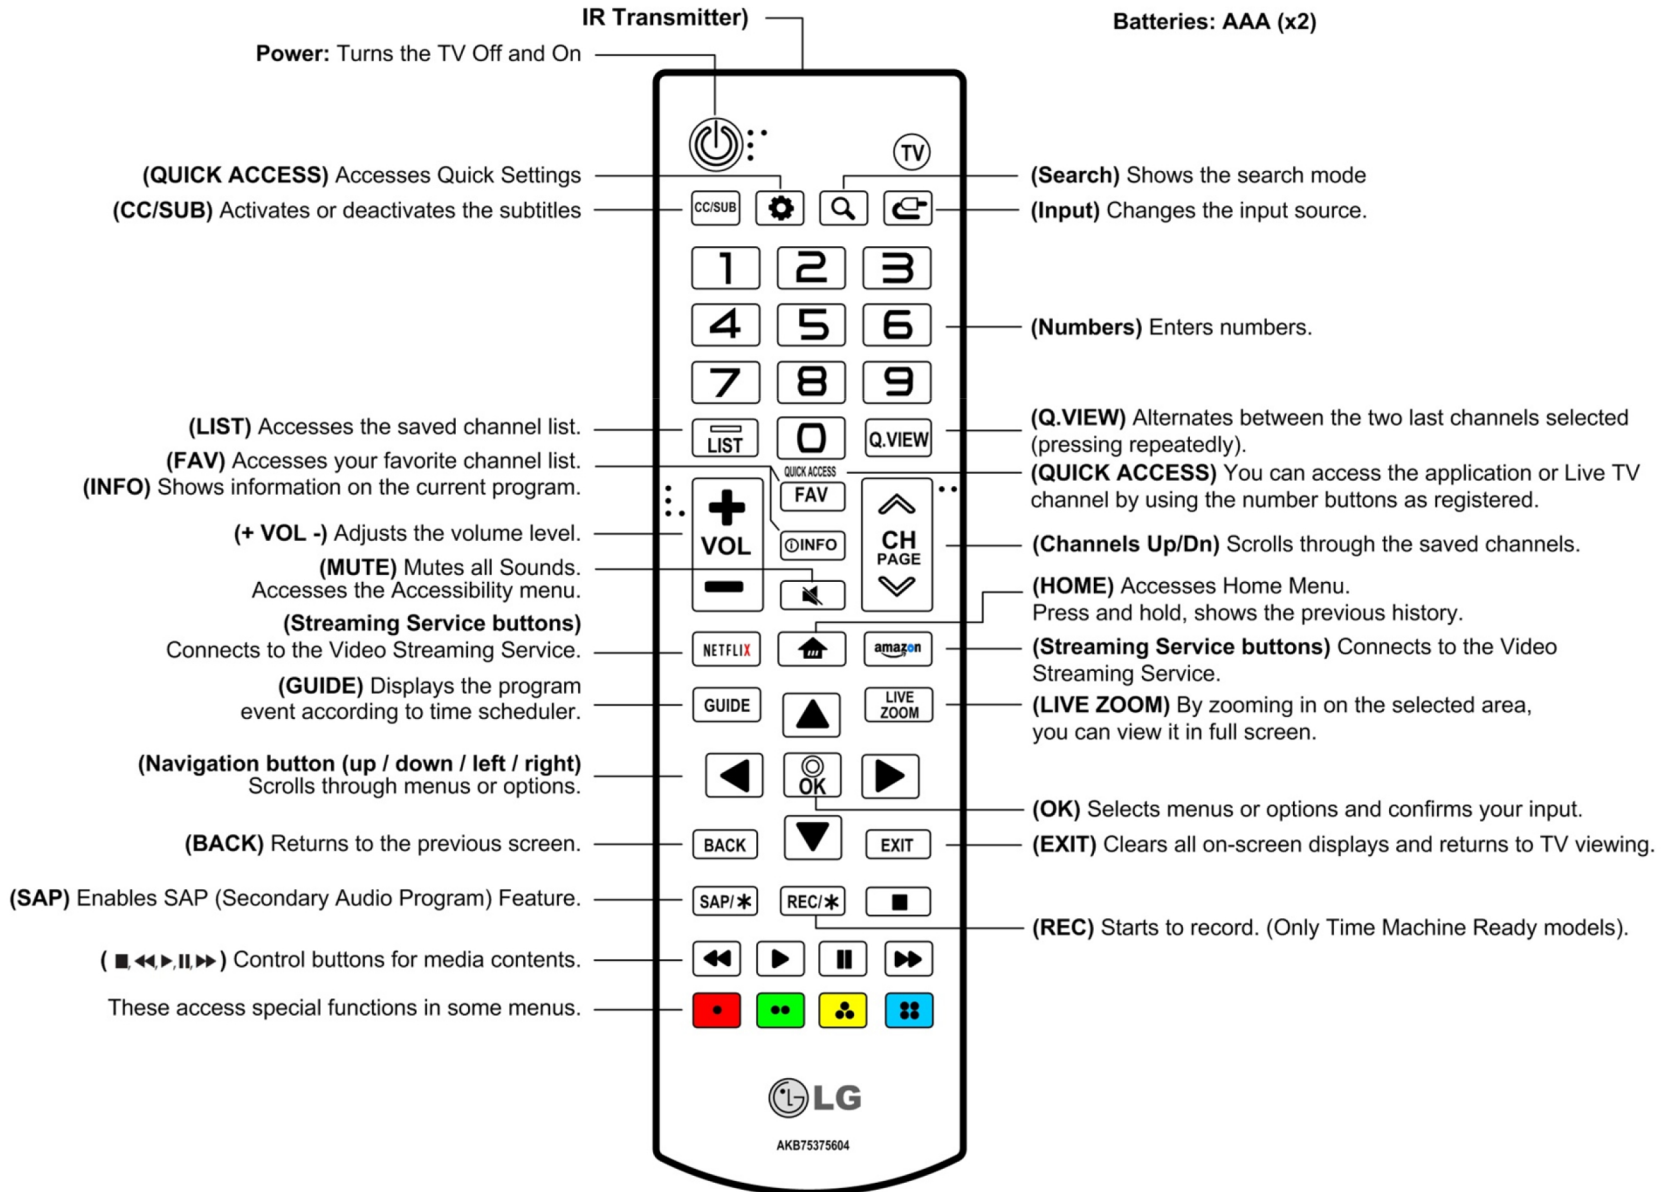 IR Transmitter)
Batteries: AAA (x2)
Power: Turns the TV Off and On
TV
(QUICK ACCESS) Accesses Quick Settings
(Search) Shows the search mode
(CC/SUB) Activates or deactivates the subtitles
CC/SUB
(Input) Changes the input source.
1 2 3
4 5 6
(Numbers) Enters numbers.
7 8 9
(LIST) Accesses the saved channel list.
LIST 0 Q.VIEW
(Q.VIEW) Alternates between the two last channels selected
(pressing repeatedly).
(FAV) Accesses your favorite channel list.
QUICK ACCESS
(QUICK ACCESS) You can access the application or Live TV
channel by using the number buttons as registered.
(INFO) Shows information on the current program.
FAV
(+ VOL -) Adjusts the volume level.
VOL
INFO
CH
PAGE
(Channels Up/Dn) Scrolls through the saved channels.
(MUTE) Mutes all Sounds.
Accesses the Accessibility menu.
(HOME) Accesses Home Menu.
Press and hold, shows the previous history.
(Streaming Service buttons)
Connects to the Video Streaming Service.
NETFLIX
amazon
(Streaming Service buttons) Connects to the Video
Streaming Service.
(GUIDE) Displays the program
event according to time scheduler.
GUIDE
LIVE
ZOOM
(LIVE ZOOM) By zooming in on the selected area,
you can view it in full screen.
(Navigation button (up / down / left / right)
Scrolls through menus or options.
OK
(OK) Selects menus or options and confirms your input.
(BACK) Returns to the previous screen.
BACK
EXIT
(EXIT) Clears all on-screen displays and returns to TV viewing.
(SAP) Enables SAP (Secondary Audio Program) Feature.
SAP/* REC/*
(REC) Starts to record. (Only Time Machine Ready models).
( ■,◀◀,▶,❚❚,▶▶ ) Control buttons for media contents.
These access special functions in some menus.
LG
AKB75375604